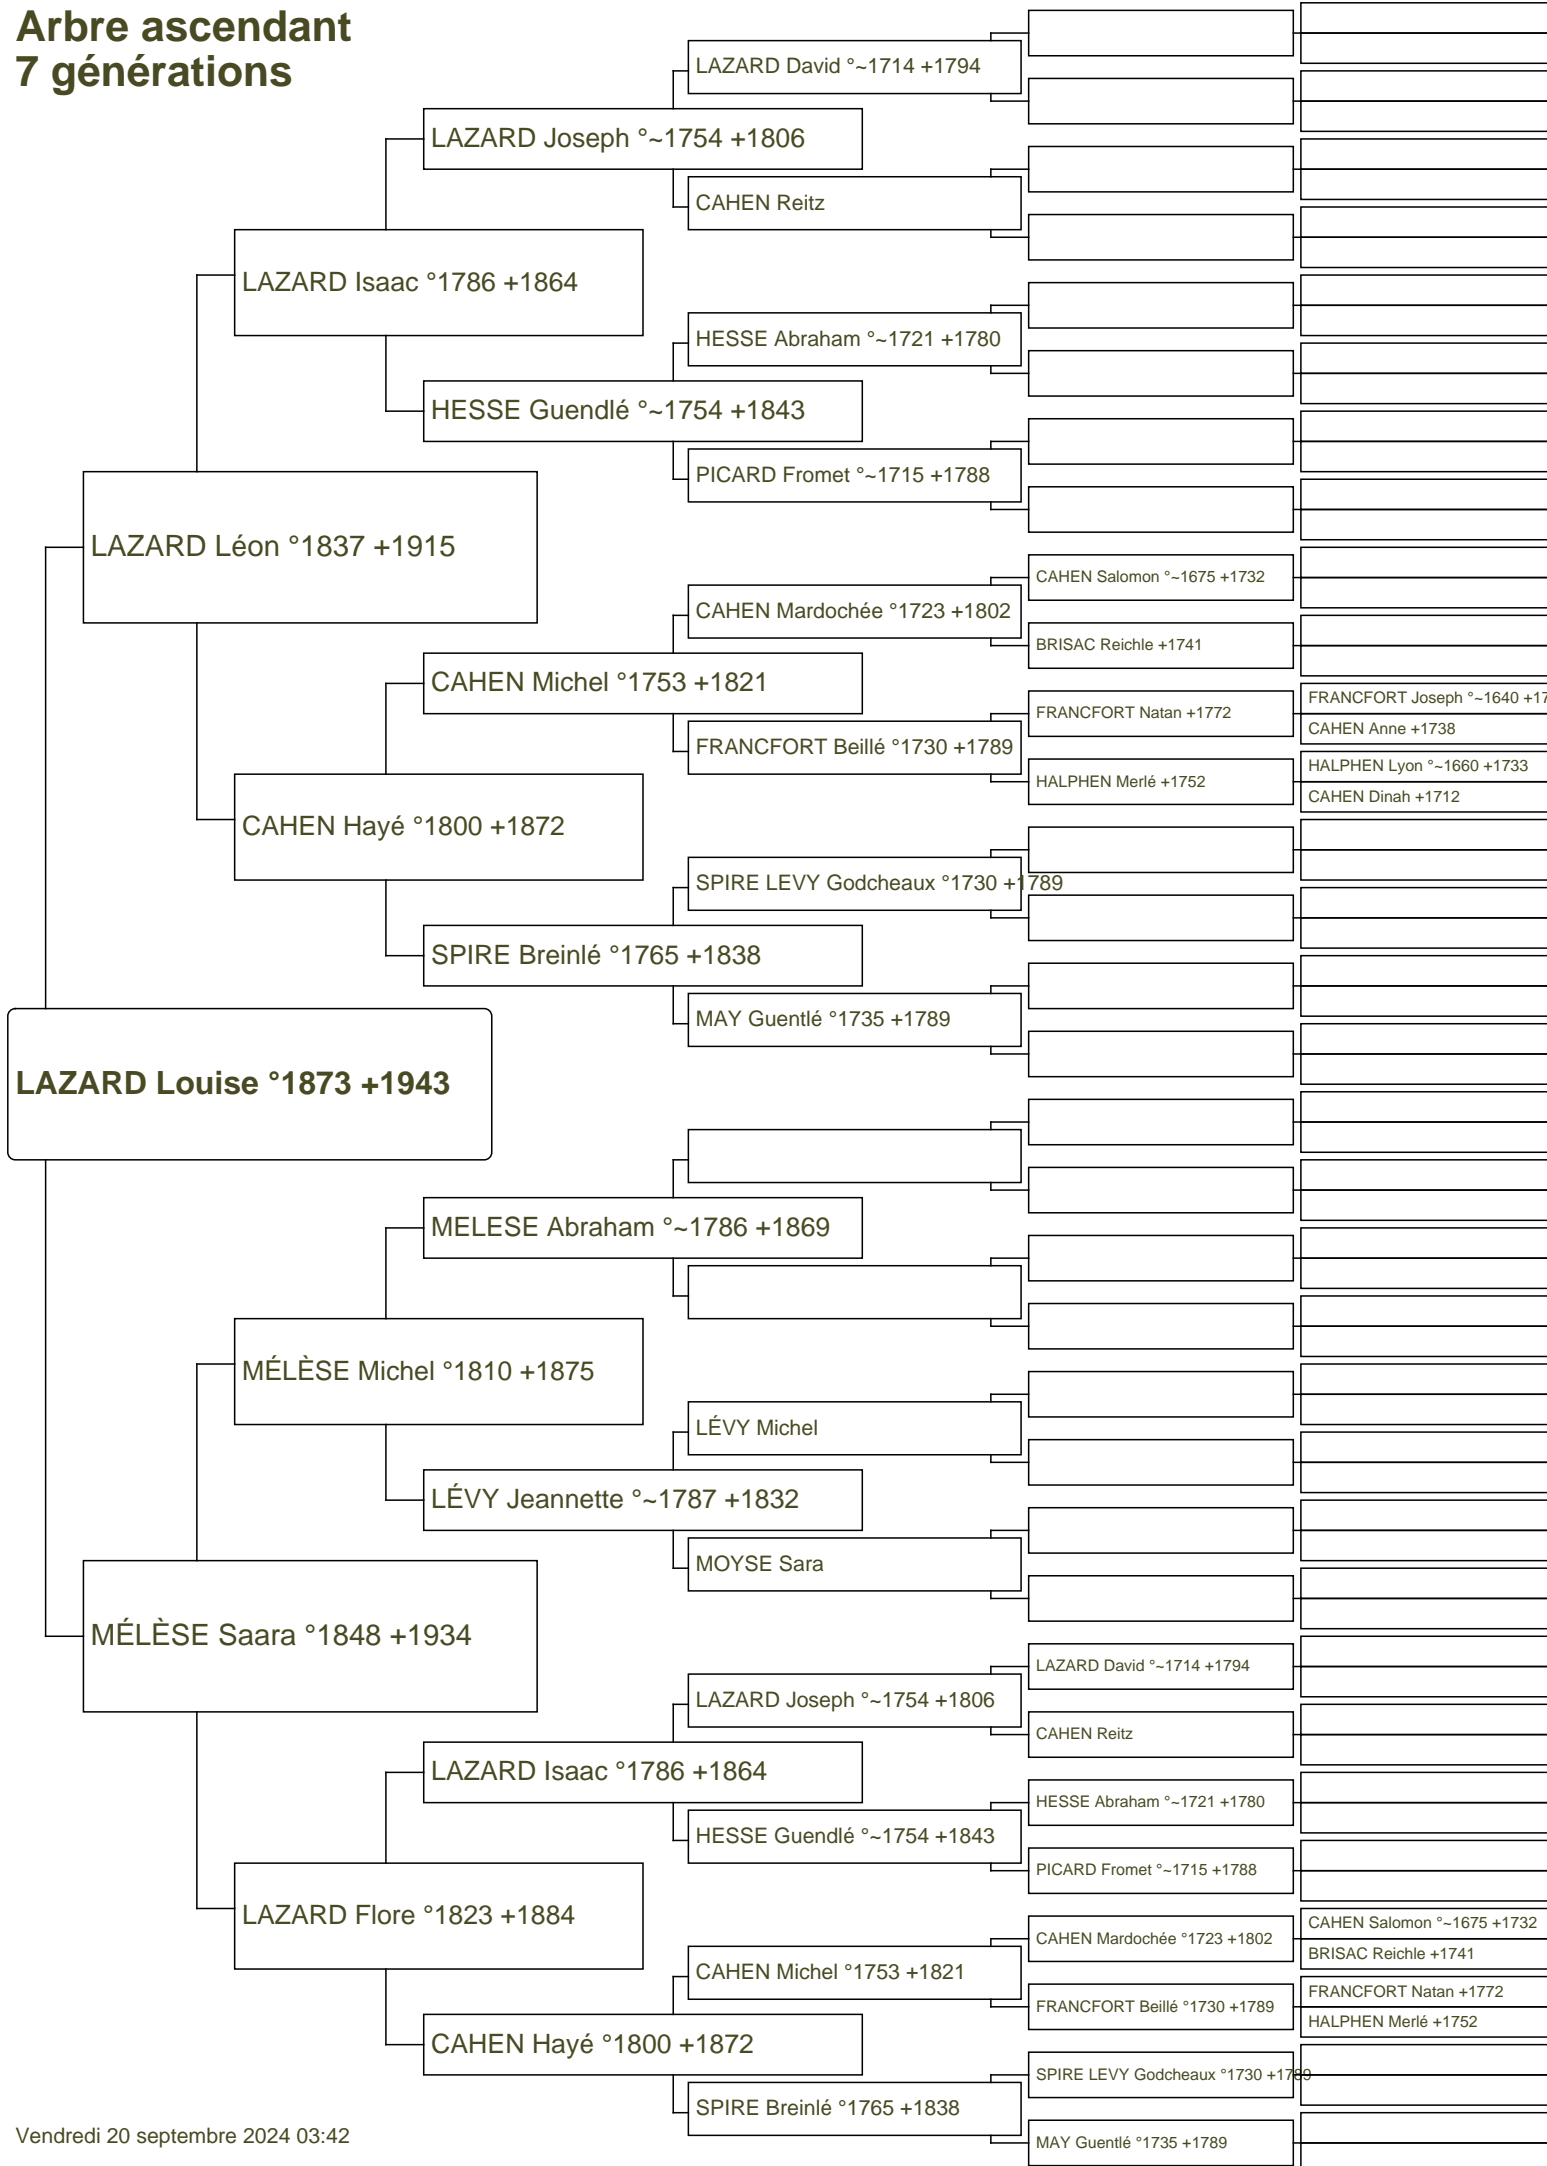 Arbre ascendant
7 générations
LAZARD David °~1714 +1794
LAZARD Joseph °~1754 +1806
CAHEN Reitz
LAZARD Isaac °1786 +1864
HESSE Abraham °~1721 +1780
HESSE Guendlé °~1754 +1843
PICARD Fromet °~1715 +1788
LAZARD Léon °1837 +1915
CAHEN Salomon °~1675 +1732
CAHEN Mardochée °1723 +1802
BRISAC Reichle +1741
CAHEN Michel °1753 +1821
FRANCFORT Joseph °~1640 +17
FRANCFORT Natan +1772
CAHEN Anne +1738
FRANCFORT Beillé °1730 +1789
HALPHEN Lyon °~1660 +1733
HALPHEN Merlé +1752
CAHEN Dinah +1712
CAHEN Hayé °1800 +1872
SPIRE LEVY Godcheaux °1730 +1789
SPIRE Breinlé °1765 +1838
MAY Guentlé °1735 +1789
LAZARD Louise °1873 +1943
MELESE Abraham °~1786 +1869
MÉLÈSE Michel °1810 +1875
LÉVY Michel
LÉVY Jeannette °~1787 +1832
MOYSE Sara
MÉLÈSE Saara °1848 +1934
LAZARD David °~1714 +1794
LAZARD Joseph °~1754 +1806
CAHEN Reitz
LAZARD Isaac °1786 +1864
HESSE Abraham °~1721 +1780
HESSE Guendlé °~1754 +1843
PICARD Fromet °~1715 +1788
LAZARD Flore °1823 +1884
CAHEN Salomon °~1675 +1732
CAHEN Mardochée °1723 +1802
BRISAC Reichle +1741
CAHEN Michel °1753 +1821
FRANCFORT Natan +1772
FRANCFORT Beillé °1730 +1789
HALPHEN Merlé +1752
CAHEN Hayé °1800 +1872
SPIRE LEVY Godcheaux °1730 +1789
SPIRE Breinlé °1765 +1838
MAY Guentlé °1735 +1789
Vendredi 20 septembre 2024 03:42